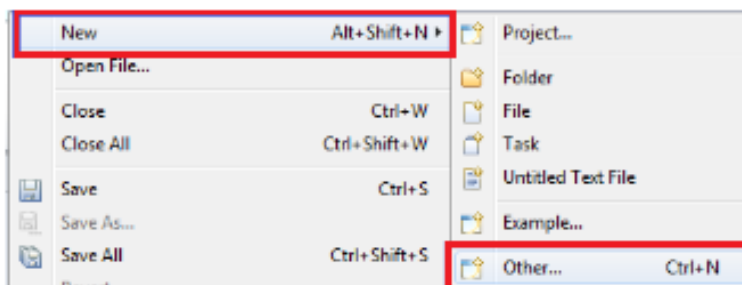 New Alt+Shift+N
Open File...
Close Ctrl+W
Close All Ctrl+Shift+W
Save Ctrl+S
Save As...
Save All Ctrl+Shift+S
Project...
Folder
File
Task
Untitled Text File
Example...
Other... Ctrl+N